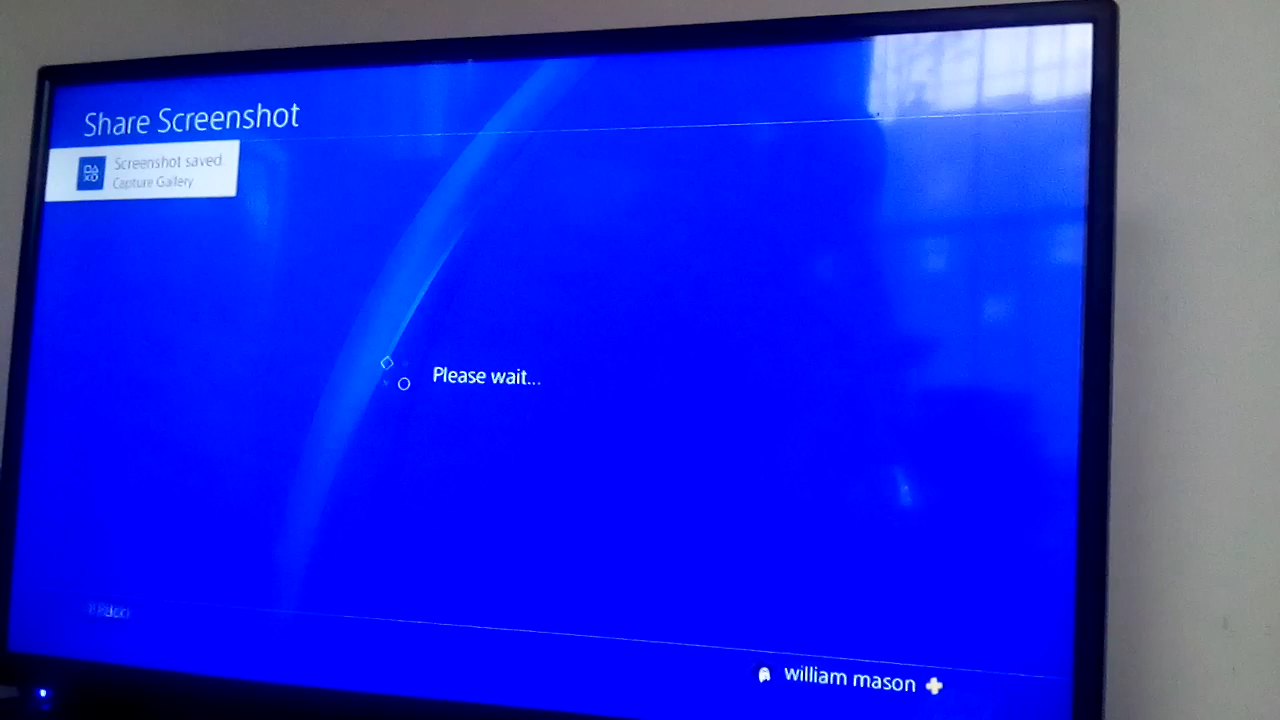 Share Screenshot
Screenshot saved.
Capture Gallery
Please wait...
william mason